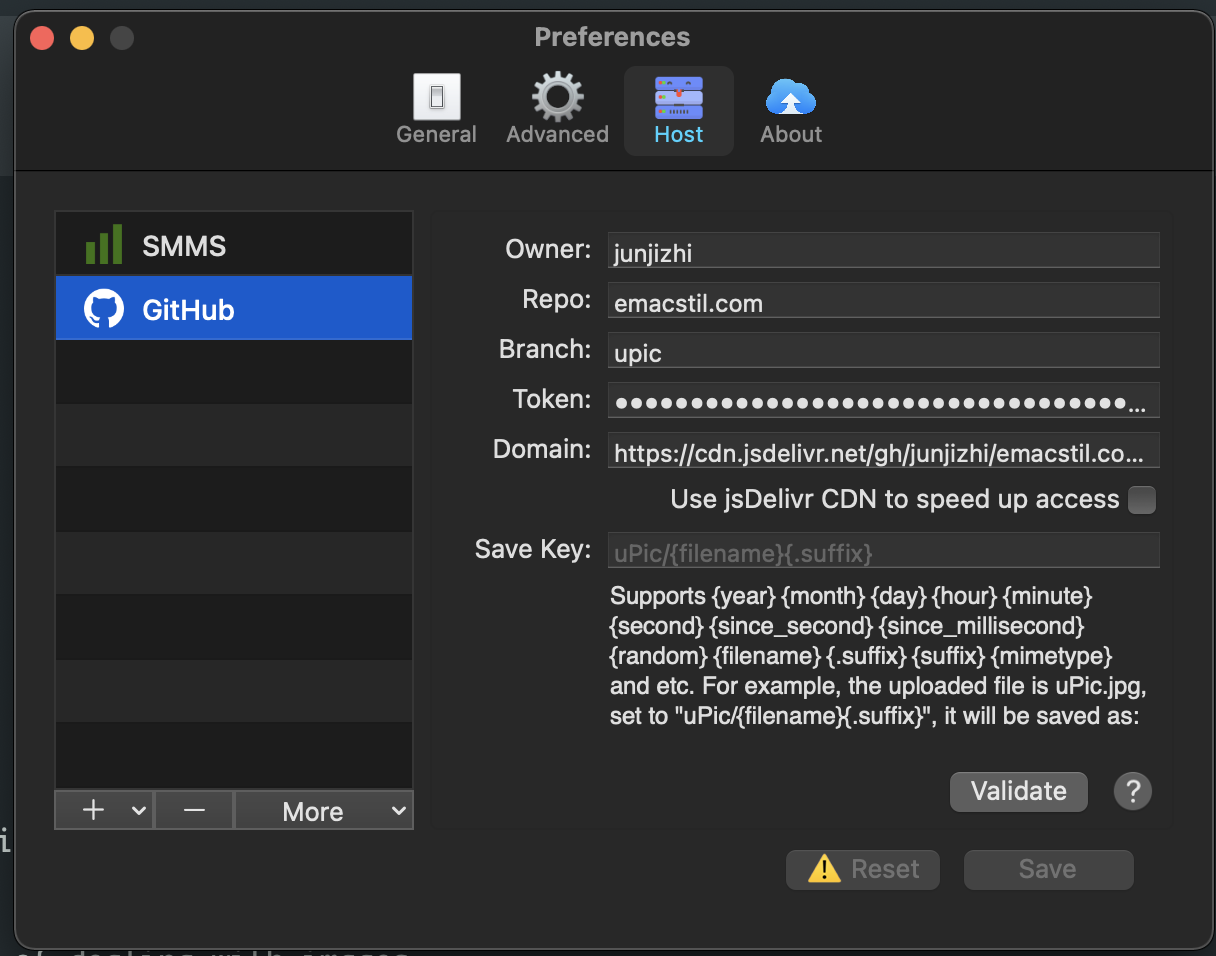 Preferences
General Advanced Host About
SMMS
GitHub
Owner: junjizhi
Repo: emacstil.com
Branch: upic
Token: ●●●●●●●●●●●●●●●●●●●●●●●●●●●●●●●●●●...
Domain: https://cdn.jsdelivr.net/gh/junjizhi/emacstil.co...
Use jsDelivr CDN to speed up access
Save Key: uPic/{filename}{.suffix}
Supports {year} {month} {day} {hour} {minute}
{second} {since_second} {since_millisecond}
{random} {filename} {.suffix} {suffix} {mimetype}
and etc. For example, the uploaded file is uPic.jpg,
set to "uPic/{filename}{.suffix}", it will be saved as:
Validate ?
+ − More
Reset Save